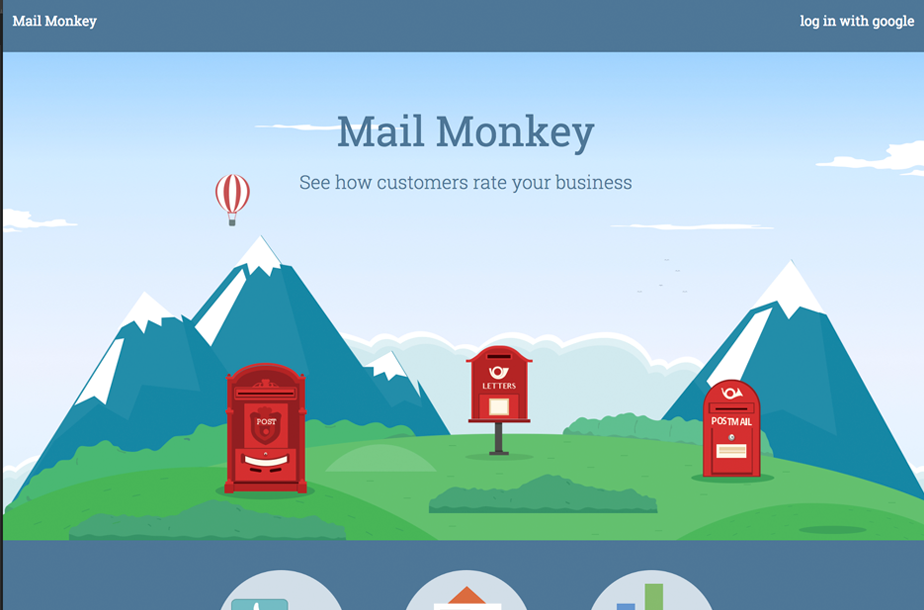 Mail Monkey
log in with google
Mail Monkey
See how customers rate your business
LETTERS
POST
POSTMAIL